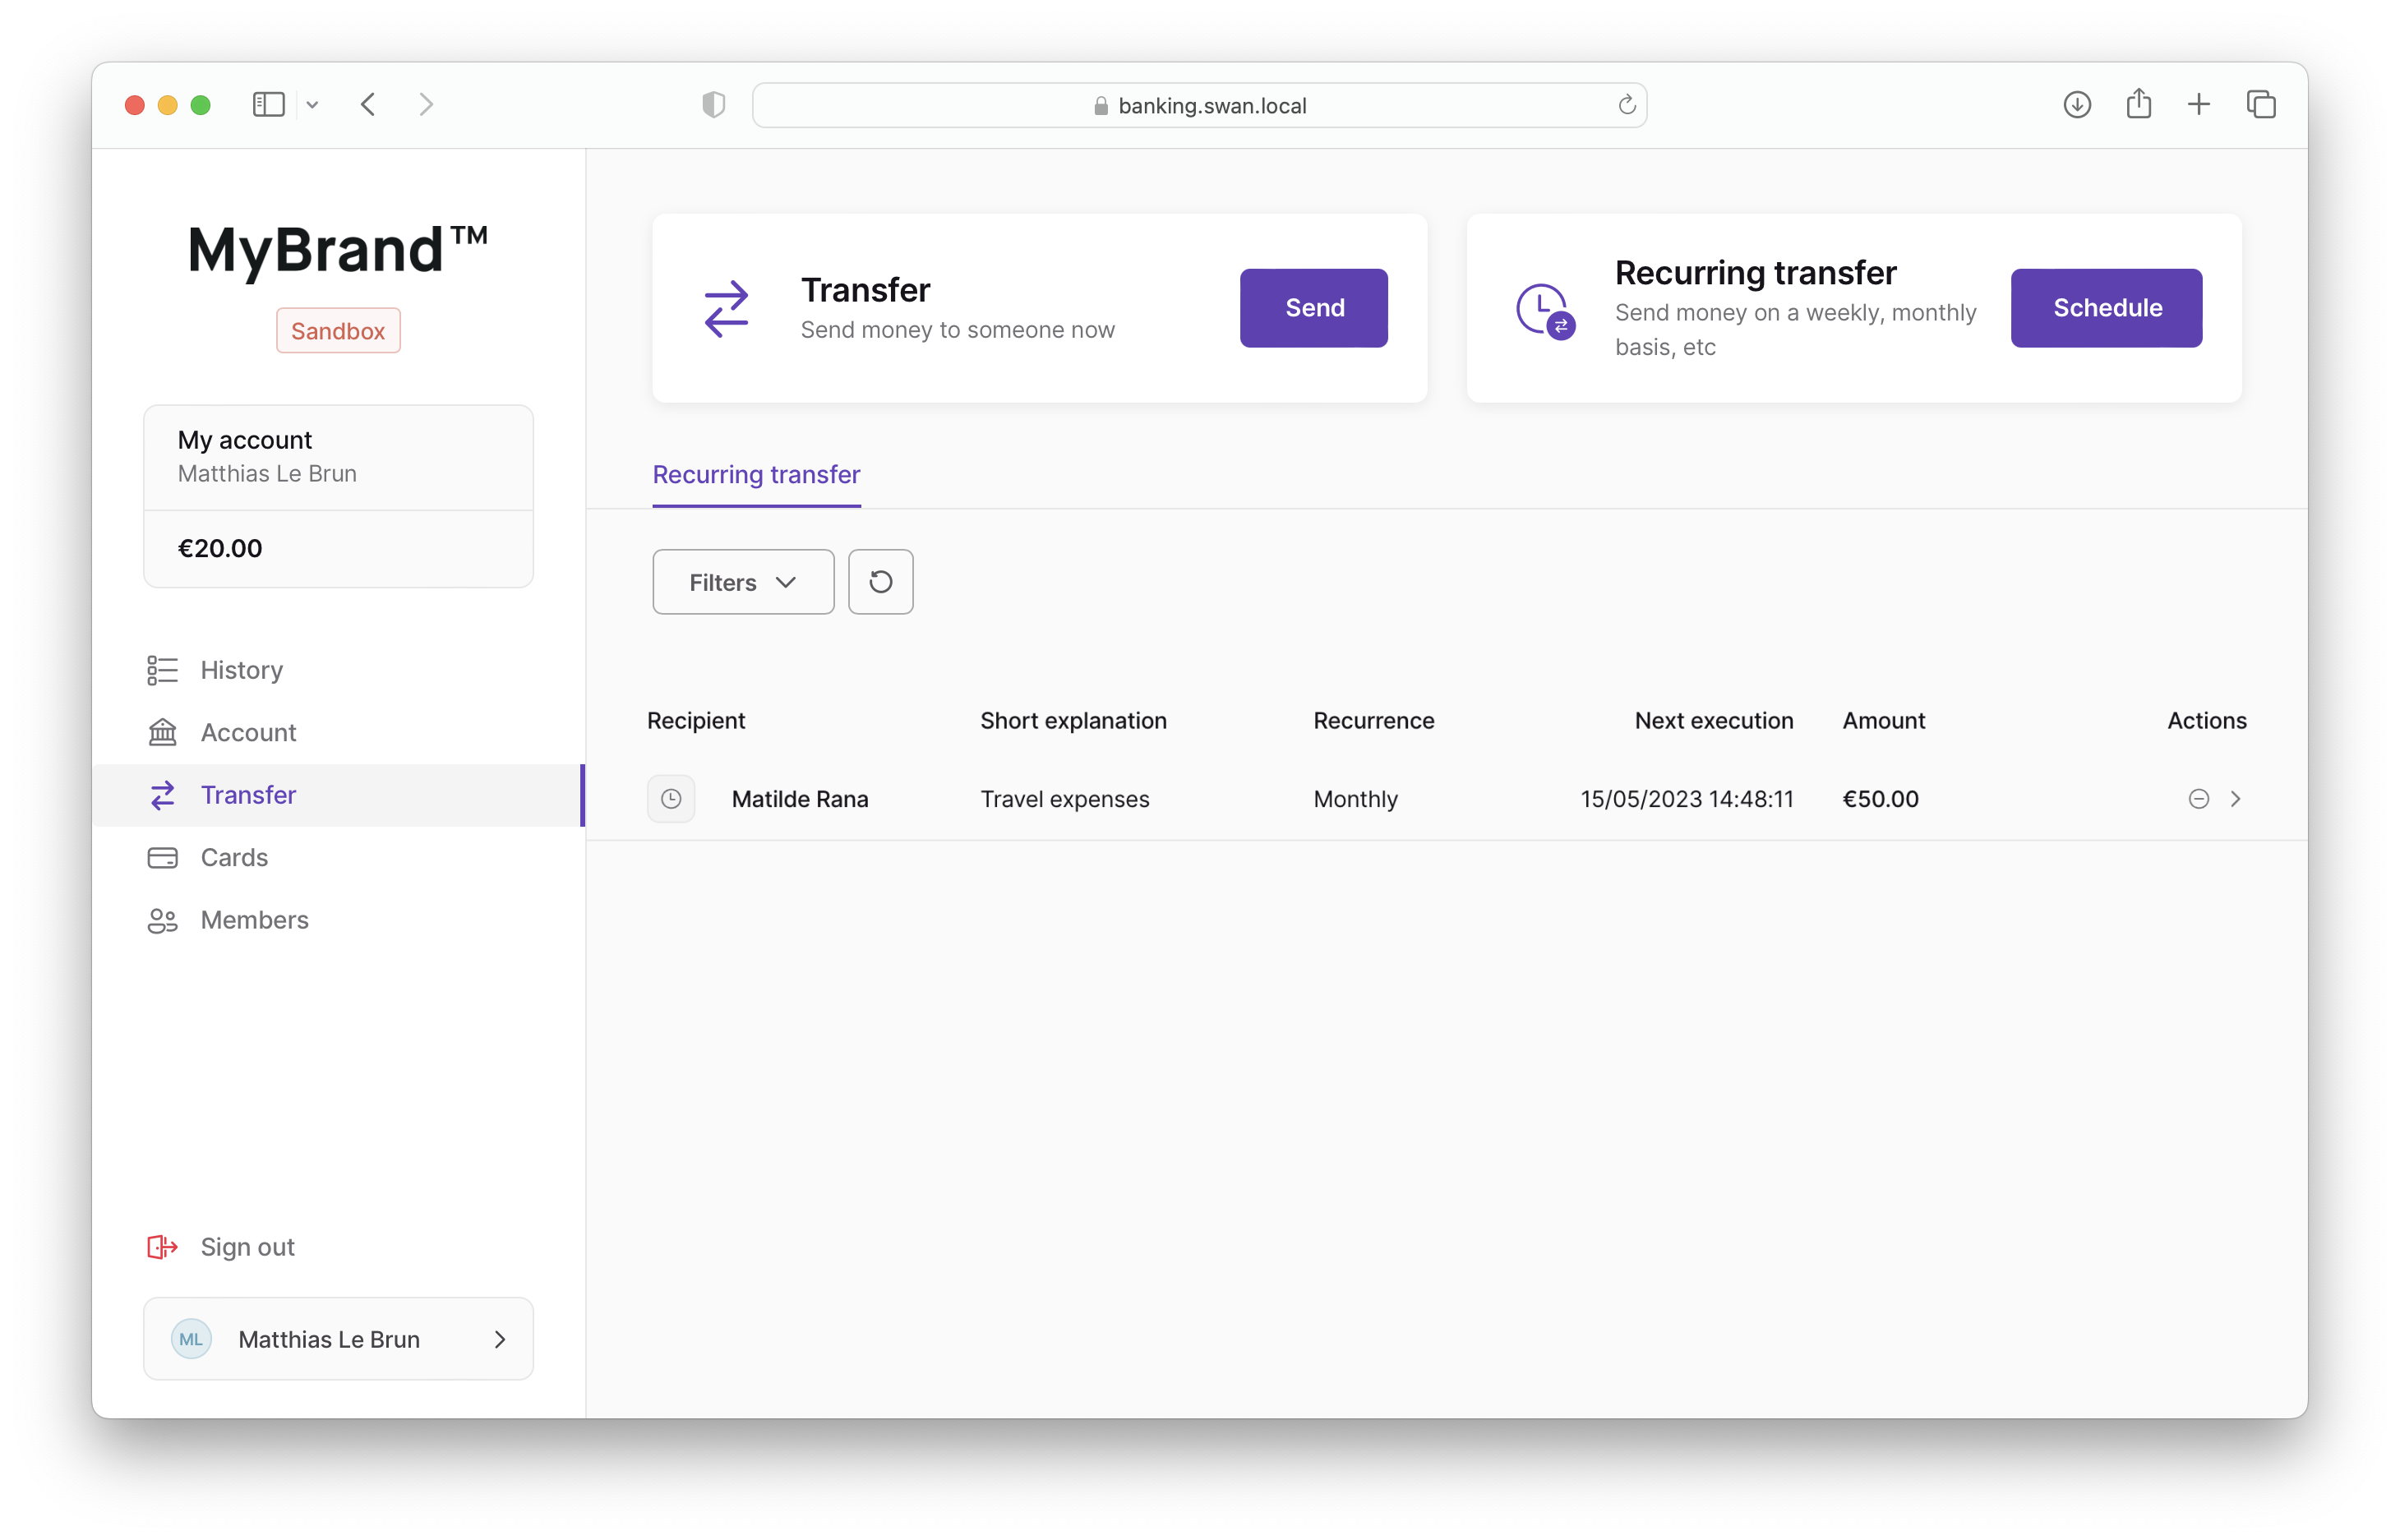 banking.swan.local
MyBrand™
Sandbox
My account
Matthias Le Brun
€20.00
History
Account
Transfer
Cards
Members
Sign out
ML
Matthias Le Brun
Transfer
Send money to someone now
Send
Recurring transfer
Send money on a weekly, monthly
basis, etc
Schedule
Recurring transfer
Filters
Recipient Short explanation Recurrence Next execution Amount Actions
Matilde Rana Travel expenses Monthly 15/05/2023 14:48:11 €50.00